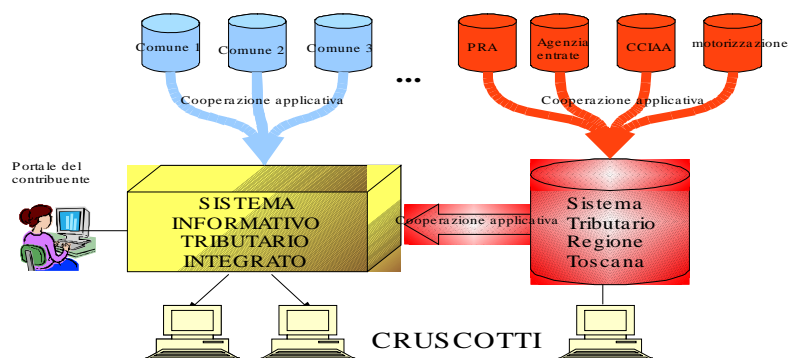 Comune 1
Comune 2
Comune 3
...
PRA
Agenzia
entrate
CCIAA
motorizzazione
Cooperazione applicativa
Cooperazione applicativa
Portale del
contribuente
SISTEMA
INFORMATIVO
TRIBUTARIO
INTEGRATO
Cooperazione applicativa
Sistema
Tributario
Regione
Toscana
CRUSCOTTI